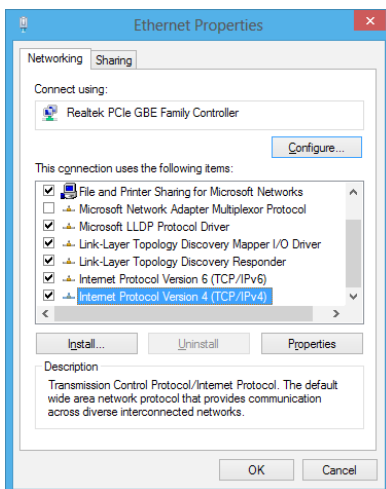 Ethernet Properties
Networking
Sharing
Connect using:
Realtek PCIe GBE Family Controller
Configure...
This connection uses the following items:
File and Printer Sharing for Microsoft Networks
Microsoft Network Adapter Multiplexor Protocol
Microsoft LLDP Protocol Driver
Link-Layer Topology Discovery Mapper I/O Driver
Link-Layer Topology Discovery Responder
Internet Protocol Version 6 (TCP/IPv6)
Internet Protocol Version 4 (TCP/IPv4)
Install...
Uninstall
Properties
Description
Transmission Control Protocol/Internet Protocol. The default
wide area network protocol that provides communication
across diverse interconnected networks.
OK
Cancel